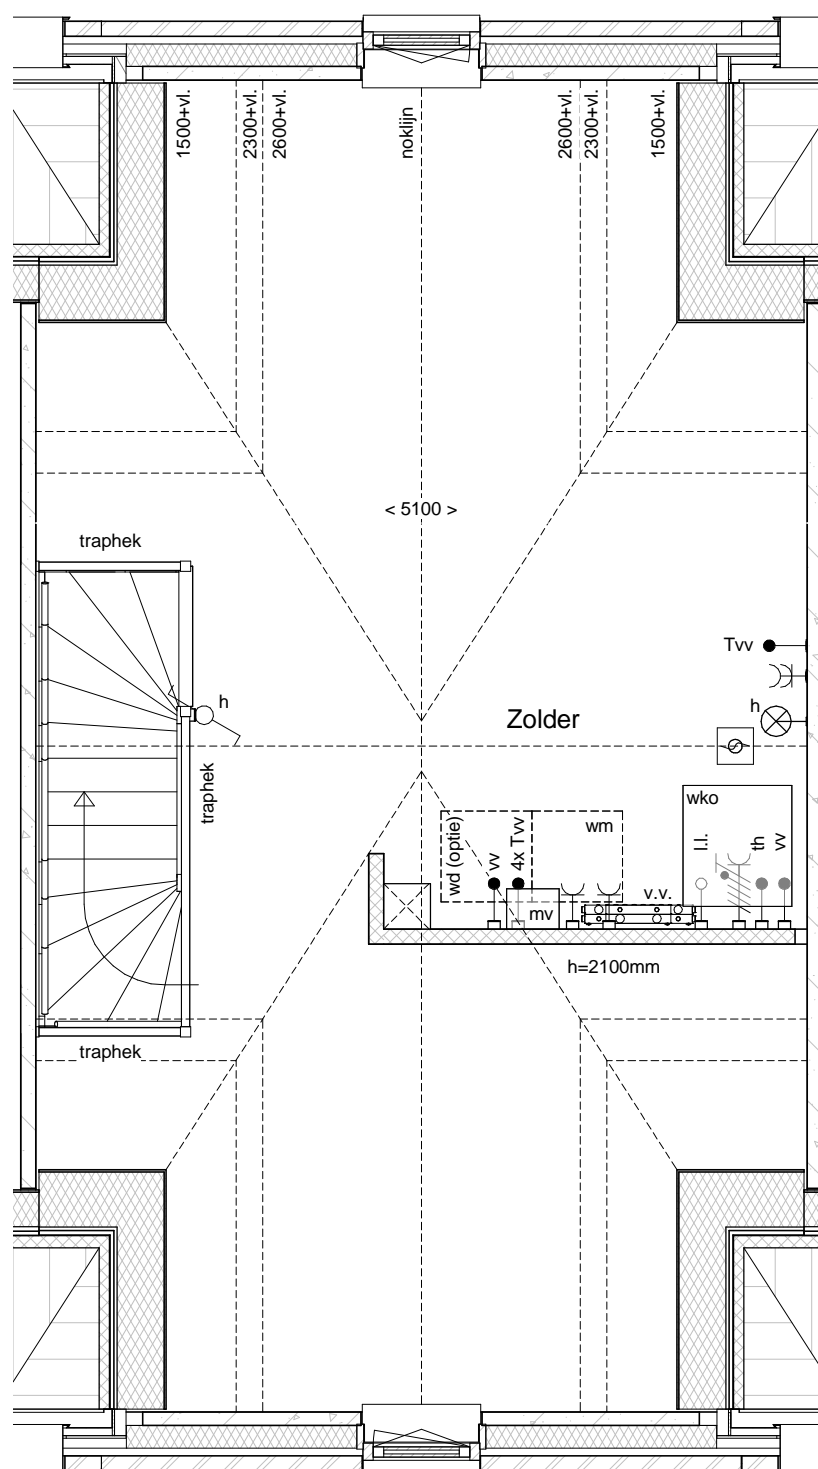 1500+vl.
2300+vl.
2600+vl.
noklijn
2600+vl.
2300+vl.
1500+vl.
< 5100 >
traphek
Tvv
h
h
Zolder
traphek
wko
wd (optie)
vv
4x Tvv
wm
l.l.
th
vv
v.v.
mv
h=2100mm
traphek